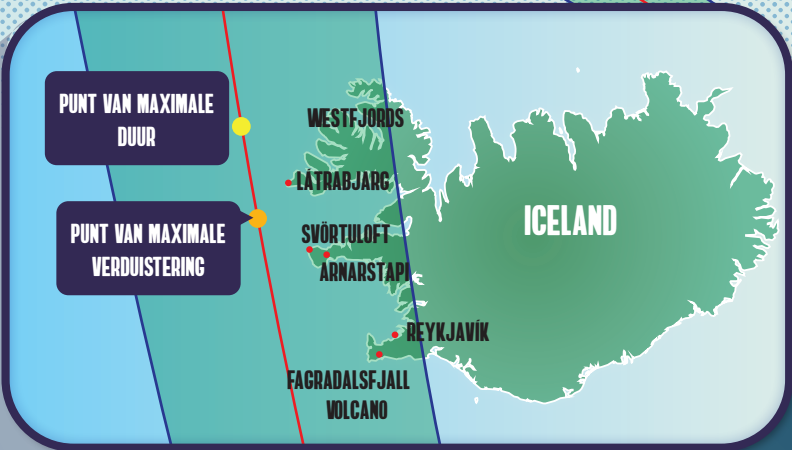 PUNT VAN MAXIMALE
DUUR
WESTFJORDS
LÁTRABJARG
PUNT VAN MAXIMALE
VERDUISTERING
SVÖRTULOFT
ARNARSTAPI
ICELAND
REYKJAVÍK
FAGRADALSFJALL
VOLCANO